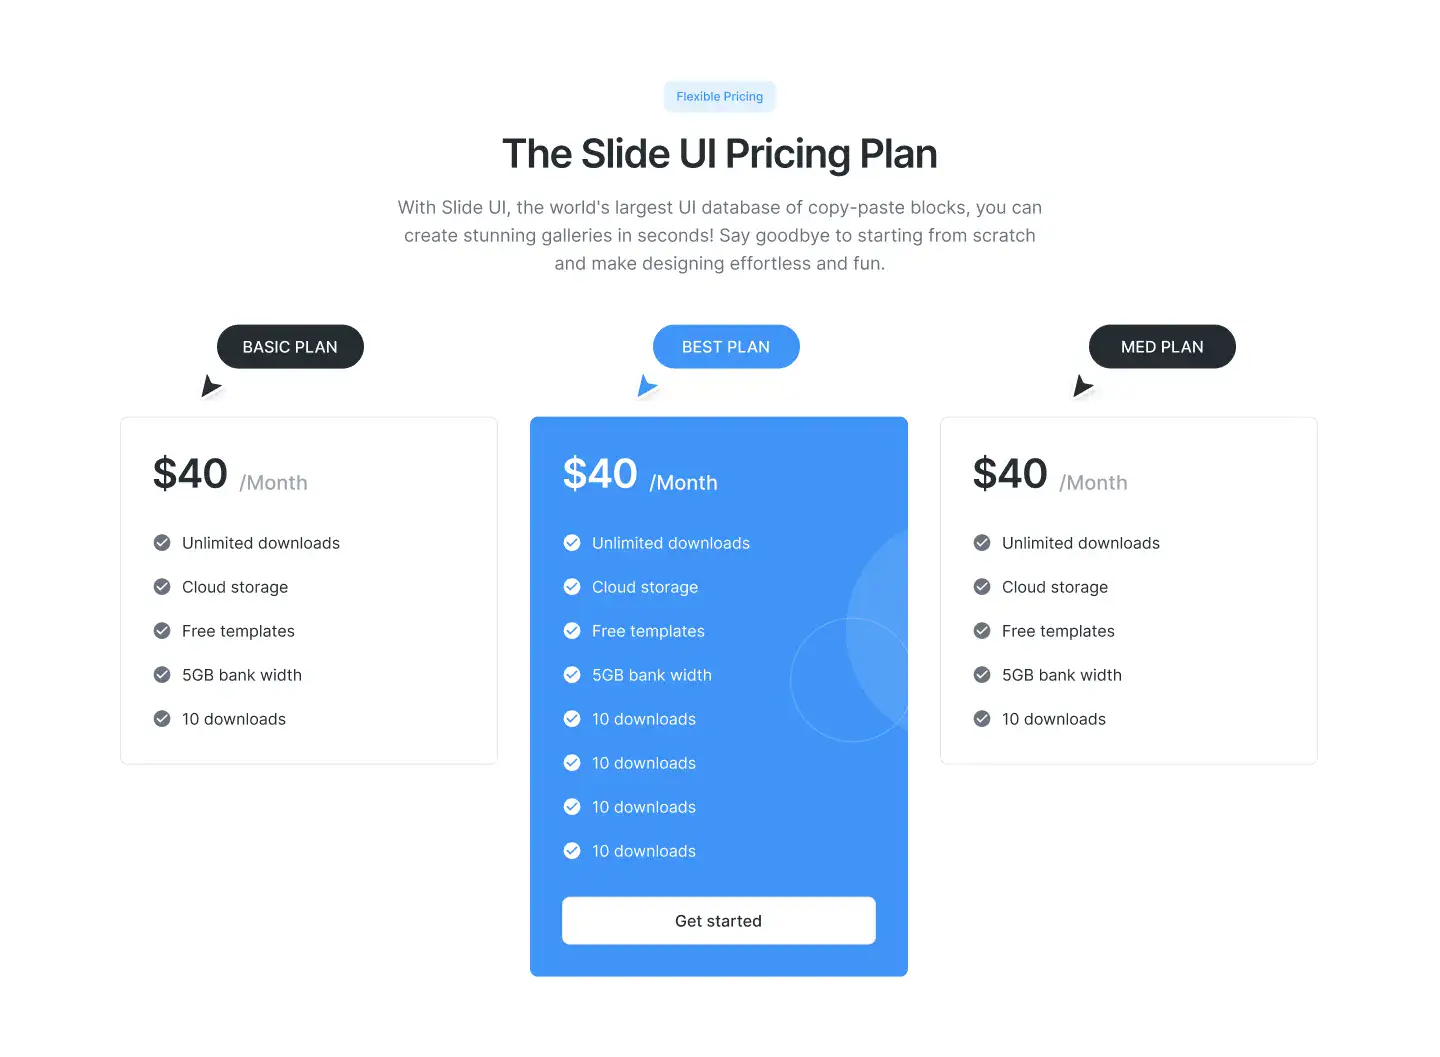 Flexible Pricing
The Slide UI Pricing Plan
With Slide UI, the world's largest UI database of copy-paste blocks, you can
create stunning galleries in seconds! Say goodbye to starting from scratch
and make designing effortless and fun.
BASIC PLAN
$40 /Month
Unlimited downloads
Cloud storage
Free templates
5GB bank width
10 downloads
BEST PLAN
$40 /Month
Unlimited downloads
Cloud storage
Free templates
5GB bank width
10 downloads
10 downloads
10 downloads
10 downloads
Get started
MED PLAN
$40 /Month
Unlimited downloads
Cloud storage
Free templates
5GB bank width
10 downloads